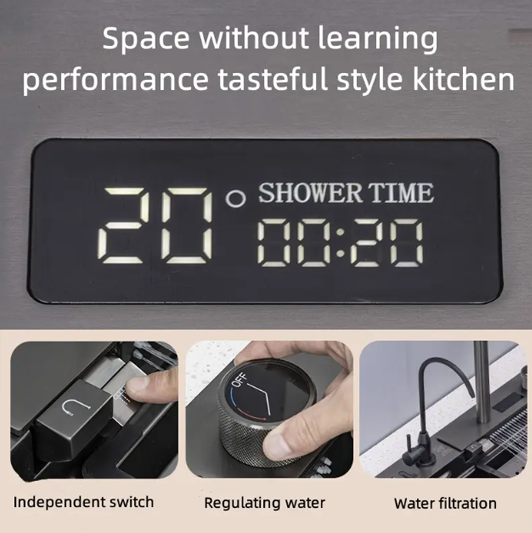 Space without learning
performance tasteful style kitchen
20° SHOWER TIME
00:20
OFF
Independent switch
Regulating water
Water filtration